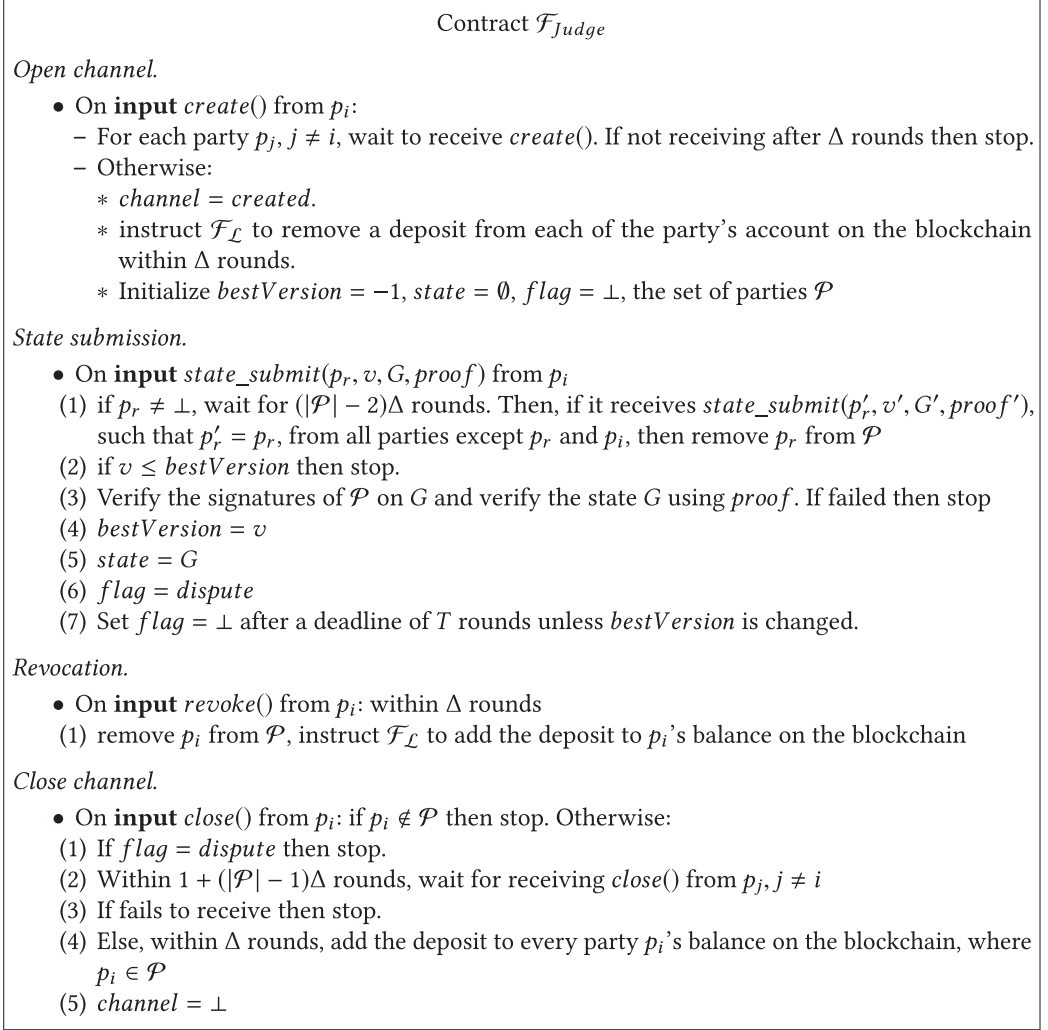 Contract ℱ_Judge
Open channel.
• On input create() from p_i:
– For each party p_j, j ≠ i, wait to receive create(). If not receiving after Δ rounds then stop.
– Otherwise:
∗ channel = created.
∗ instruct ℱ_ℒ to remove a deposit from each of the party's account on the blockchain
within Δ rounds.
∗ Initialize bestVersion = −1, state = ∅, flag = ⊥, the set of parties 𝒫
State submission.
• On input state_submit(p_r, v, G, proof) from p_i
(1) if p_r ≠ ⊥, wait for (|𝒫| − 2)Δ rounds. Then, if it receives state_submit(p′_r, v′, G′, proof′),
such that p′_r = p_r, from all parties except p_r and p_i, then remove p_r from 𝒫
(2) if v ≤ bestVersion then stop.
(3) Verify the signatures of 𝒫 on G and verify the state G using proof. If failed then stop
(4) bestVersion = v
(5) state = G
(6) flag = dispute
(7) Set flag = ⊥ after a deadline of T rounds unless bestVersion is changed.
Revocation.
• On input revoke() from p_i: within Δ rounds
(1) remove p_i from 𝒫, instruct ℱ_ℒ to add the deposit to p_i's balance on the blockchain
Close channel.
• On input close() from p_i: if p_i ∉ 𝒫 then stop. Otherwise:
(1) If flag = dispute then stop.
(2) Within 1 + (|𝒫| − 1)Δ rounds, wait for receiving close() from p_j, j ≠ i
(3) If fails to receive then stop.
(4) Else, within Δ rounds, add the deposit to every party p_i's balance on the blockchain, where
p_i ∈ 𝒫
(5) channel = ⊥